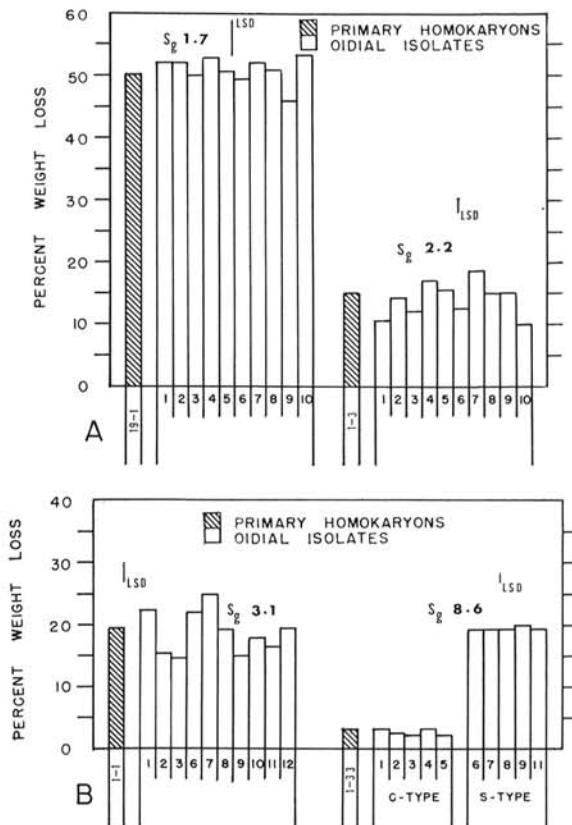 PERCENT WEIGHT LOSS
60
50
40
30
20
10
0
Sg 1.7
LSD
PRIMARY HOMOKARYONS
OIDIAL ISOLATES
Sg 2.2
LSD
19-1
1 2 3 4 5 6 7 8 9 10
1-3
1 2 3 4 5 6 7 8 9 10
A
PERCENT WEIGHT LOSS
40
30
20
10
0
PRIMARY HOMOKARYONS
OIDIAL ISOLATES
LSD
Sg 3.1
Sg 8.6
LSD
1-1
1 2 3 6 7 8 9 10 11 12
1-33
1 2 3 4 5
6 7 8 9 11
C-TYPE
S-TYPE
B